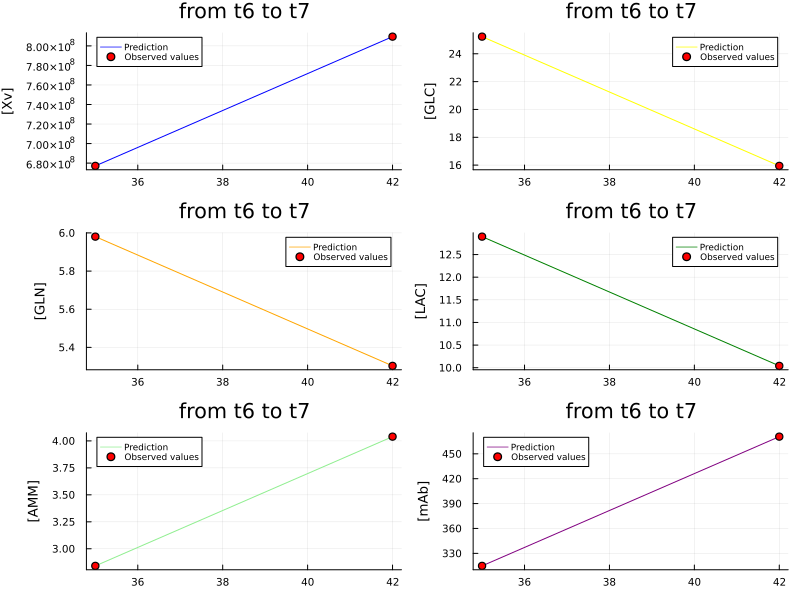 from t6 to t7
[Xv]
8.00×10⁸
7.80×10⁸
7.60×10⁸
7.40×10⁸
7.20×10⁸
7.00×10⁸
6.80×10⁸
Prediction
Observed values
36 38 40 42
from t6 to t7
[GLC]
24
22
20
18
16
Prediction
Observed values
36 38 40 42
from t6 to t7
[GLN]
6.0
5.8
5.6
5.4
Prediction
Observed values
36 38 40 42
from t6 to t7
[LAC]
12.5
12.0
11.5
11.0
10.5
10.0
Prediction
Observed values
36 38 40 42
from t6 to t7
[AMM]
4.00
3.75
3.50
3.25
3.00
Prediction
Observed values
36 38 40 42
from t6 to t7
[mAb]
450
420
390
360
330
Prediction
Observed values
36 38 40 42